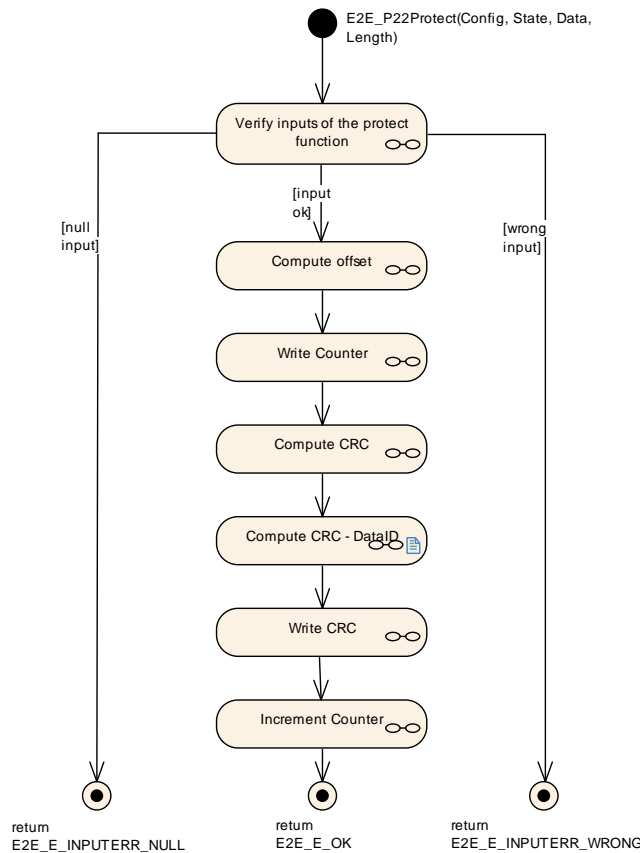 E2E_P22Protect(Config, State, Data,
Length)
Verify inputs of the protect
function
[null
input]
[input
ok]
[wrong
input]
Compute offset
Write Counter
Compute CRC
Compute CRC - DataID
Write CRC
Increment Counter
return
E2E_E_INPUTERR_NULL
return
E2E_E_OK
return
E2E_E_INPUTERR_WRONG